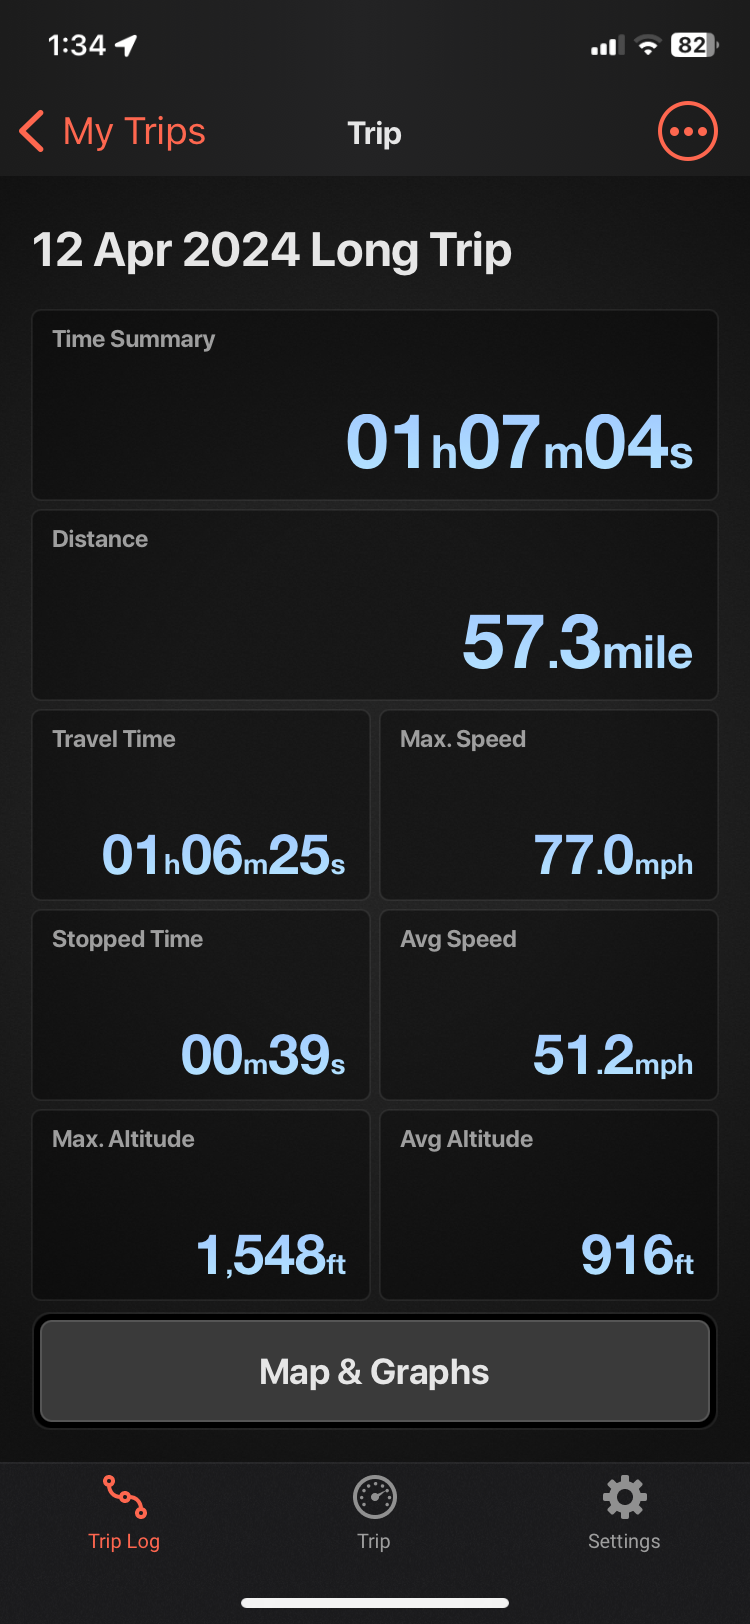 1:34
82
My Trips
Trip
12 Apr 2024 Long Trip
Time Summary
01h07m04s
Distance
57.3mile
Travel Time
01h06m25s
Max. Speed
77.0mph
Stopped Time
00m39s
Avg Speed
51.2mph
Max. Altitude
1,548ft
Avg Altitude
916ft
Map & Graphs
Trip Log
Trip
Settings